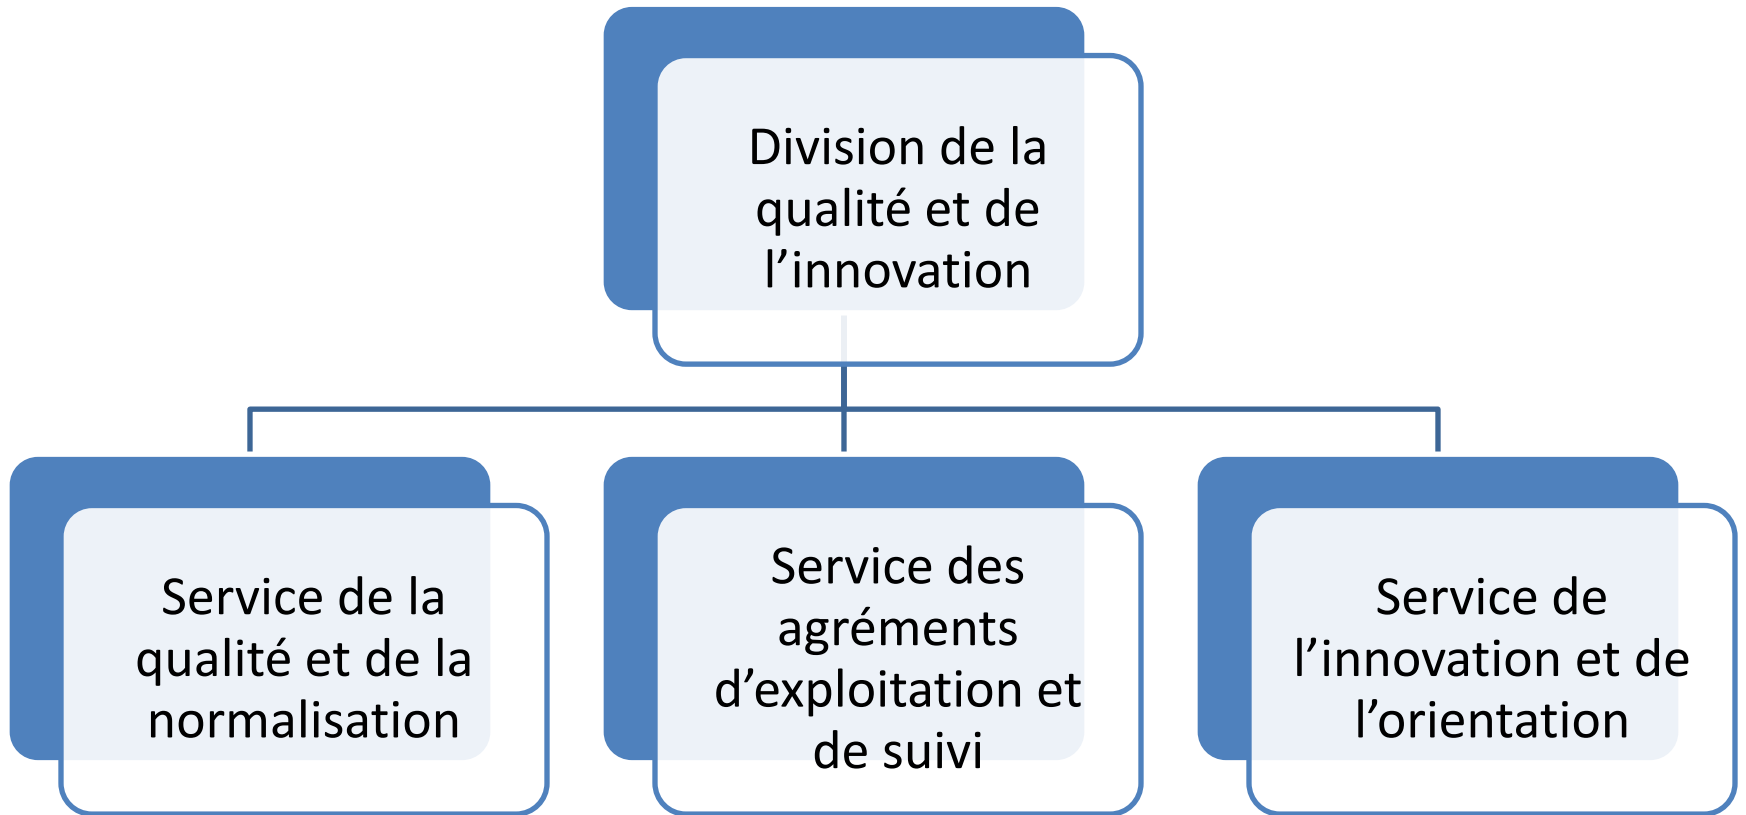 Division de la
qualité et de
l’innovation
Service de la
qualité et de la
normalisation
Service des
agréments
d’exploitation et
de suivi
Service de
l’innovation et de
l’orientation